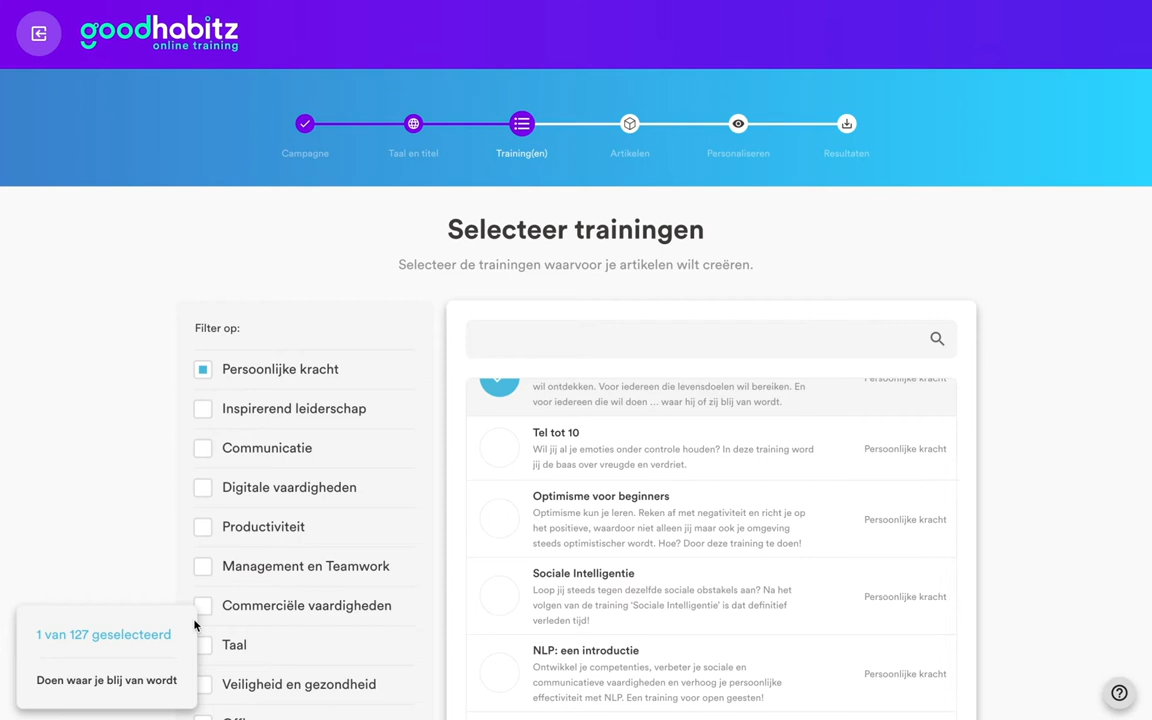 goodhabitz
online training
Campagne
Taal en titel
Training(en)
Artikelen
Personaliseren
Resultaten
Selecteer trainingen
Selecteer de trainingen waarvoor je artikelen wilt creëren.
Filter op:
Persoonlijke kracht
Inspirerend leiderschap
Communicatie
Digitale vaardigheden
Productiviteit
Management en Teamwork
Commerciële vaardigheden
Taal
Veiligheid en gezondheid
1 van 127 geselecteerd
Doen waar je blij van wordt
wil ontdekken. Voor iedereen die levensdoelen wil bereiken. En
voor iedereen die wil doen ... waar hij of zij blij van wordt.
Persoonlijke kracht
Tel tot 10
Wil jij al je emoties onder controle houden? In deze training word
jij de baas over vreugde en verdriet.
Persoonlijke kracht
Optimisme voor beginners
Optimisme kun je leren. Reken af met negativiteit en richt je op
het positieve, waardoor niet alleen jij maar ook je omgeving
steeds optimistischer wordt. Hoe? Door deze training te doen!
Persoonlijke kracht
Sociale Intelligentie
Loop jij steeds tegen dezelfde sociale obstakels aan? Na het
volgen van de training 'Sociale Intelligentie' is dat definitief
verleden tijd!
Persoonlijke kracht
NLP: een introductie
Ontwikkel je competenties, verbeter je sociale en
communicatieve vaardigheden en verhoog je persoonlijke
effectiviteit met NLP. Een training voor open geesten!
Persoonlijke kracht